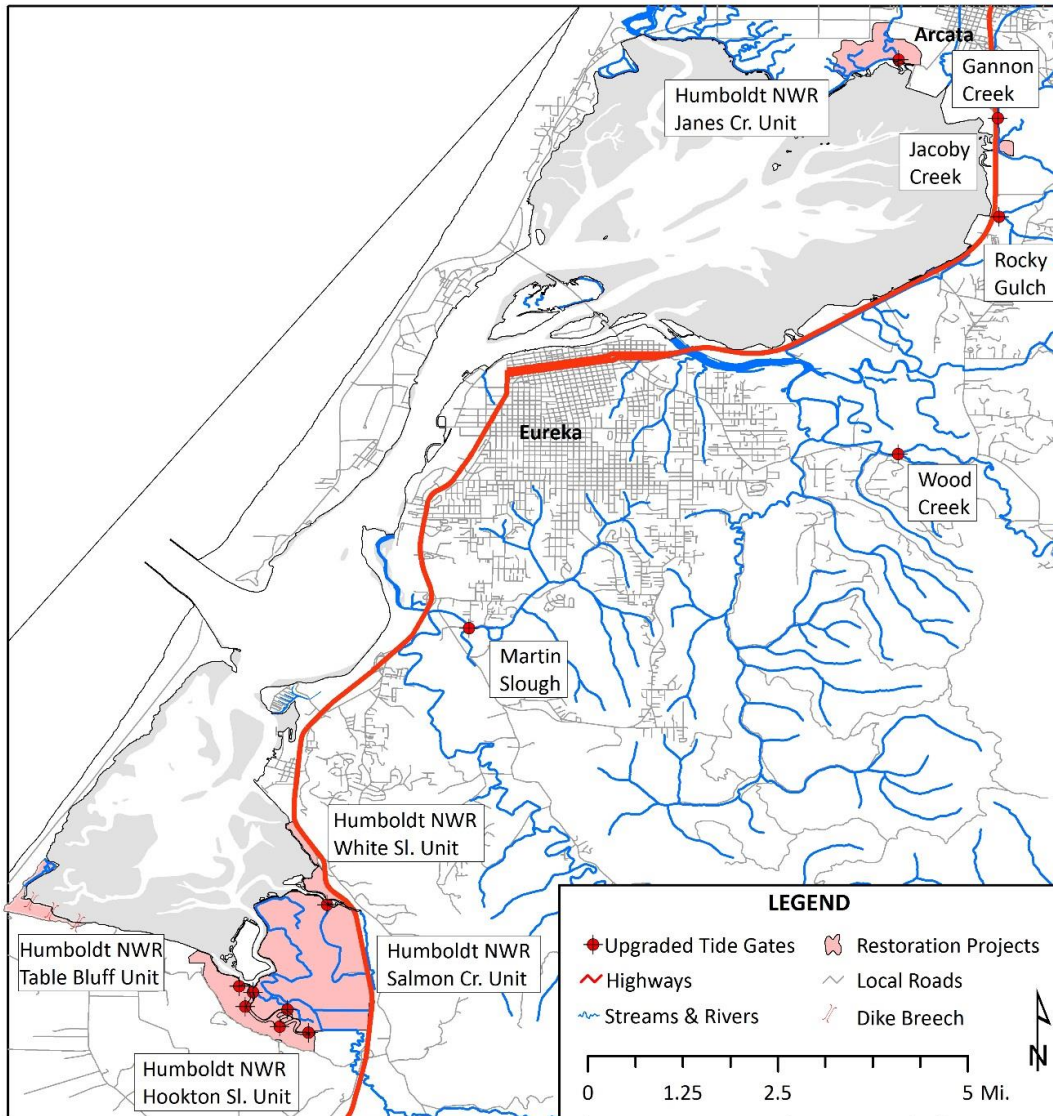 Arcata
Gannon
Creek
Humboldt NWR
Janes Cr. Unit
Jacoby
Creek
Rocky
Gulch
Eureka
Wood
Creek
Martin
Slough
Humboldt NWR
White Sl. Unit
Humboldt NWR
Table Bluff Unit
Humboldt NWR
Salmon Cr. Unit
Humboldt NWR
Hookton Sl. Unit
LEGEND
Upgraded Tide Gates
Restoration Projects
Highways
Local Roads
Streams & Rivers
Dike Breech
0 1.25 2.5 5 Mi.
N